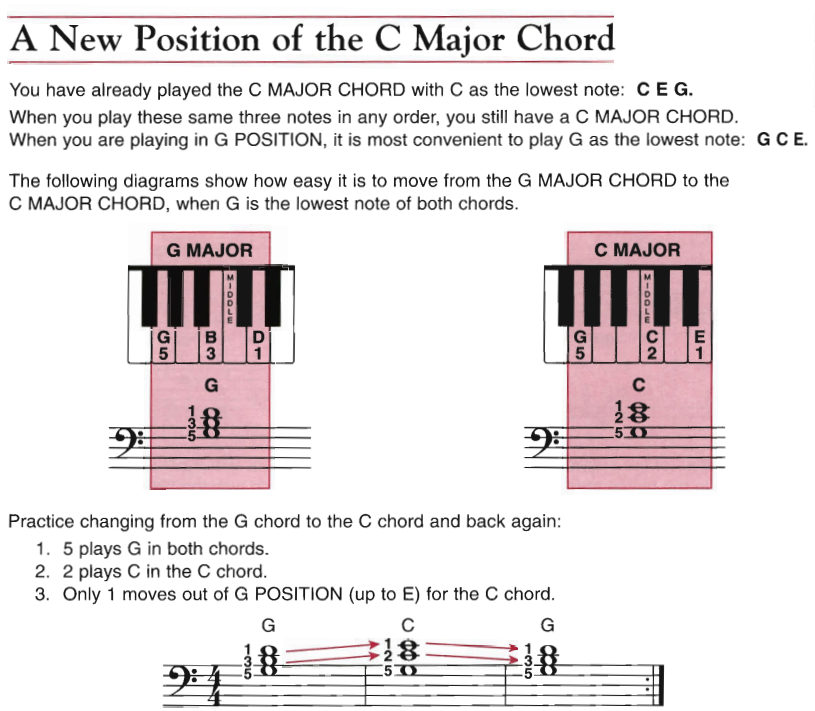 A New Position of the C Major Chord
You have already played the C MAJOR CHORD with C as the lowest note: C E G.
When you play these same three notes in any order, you still have a C MAJOR CHORD.
When you are playing in G POSITION, it is most convenient to play G as the lowest note: G C E.
The following diagrams show how easy it is to move from the G MAJOR CHORD to the
C MAJOR CHORD, when G is the lowest note of both chords.
G MAJOR
MIDDLE
G B D
5 3 1
G
1
3
5
C MAJOR
MIDDLE
G C E
5 2 1
C
1
2
5
Practice changing from the G chord to the C chord and back again:
1. 5 plays G in both chords.
2. 2 plays C in the C chord.
3. Only 1 moves out of G POSITION (up to E) for the C chord.
G C G
1 1 1
3 2 3
5 5 5
4
4